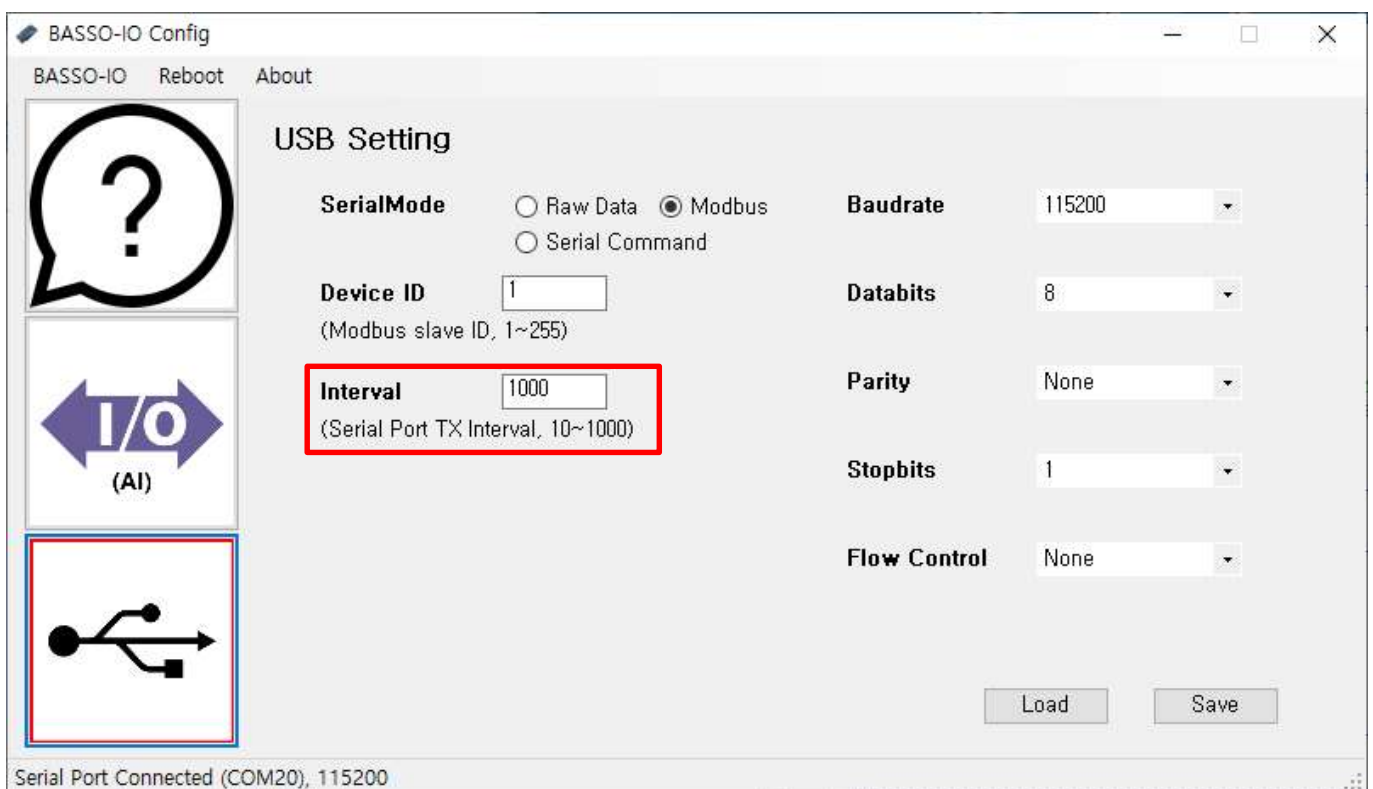 BASSO-IO Config
BASSO-IO Reboot About
?
USB Setting
SerialMode Raw Data Modbus
Serial Command
Device ID 1
(Modbus slave ID, 1~255)
Interval 1000
(Serial Port TX Interval, 10~1000)
I/O
(AI)
Baudrate 115200
Databits 8
Parity None
Stopbits 1
Flow Control None
Load Save
Serial Port Connected (COM20), 115200